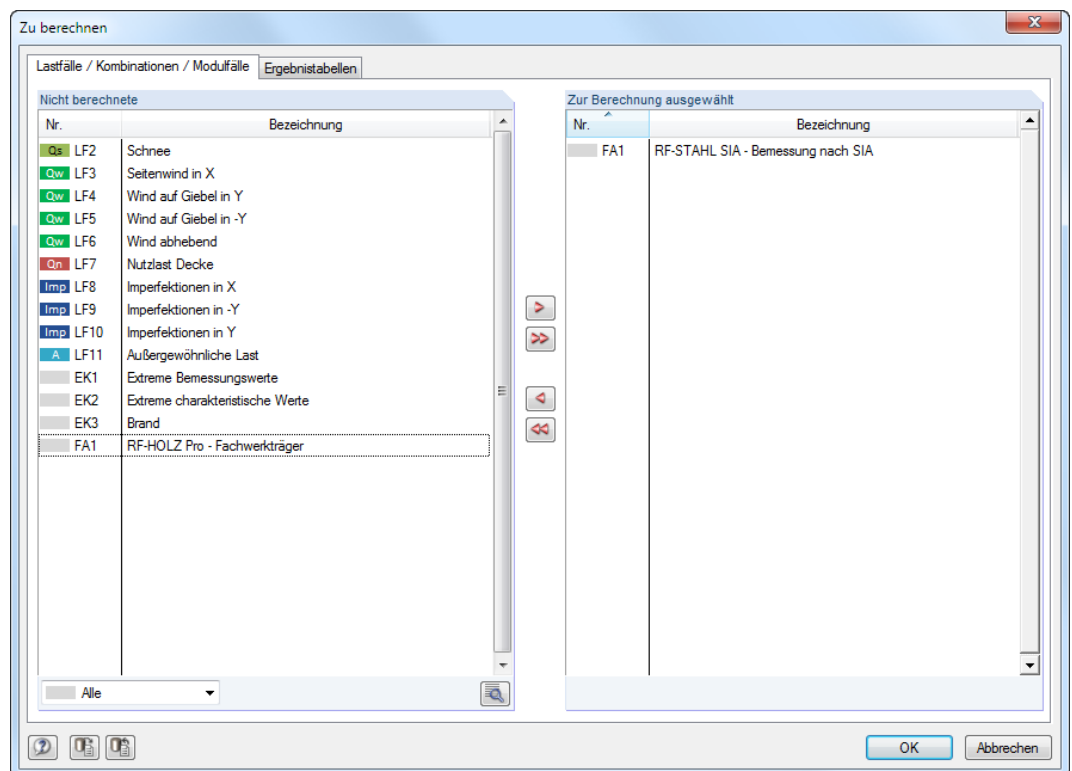 Zu berechnen
Lastfälle / Kombinationen / Modulfälle Ergebnistabellen
Nicht berechnete
Nr. Bezeichnung
Qs LF2 Schnee
Qw LF3 Seitenwind in X
Qw LF4 Wind auf Giebel in Y
Qw LF5 Wind auf Giebel in -Y
Qw LF6 Wind abhebend
Qn LF7 Nutzlast Decke
Imp LF8 Imperfektionen in X
Imp LF9 Imperfektionen in -Y
Imp LF10 Imperfektionen in Y
A LF11 Außergewöhnliche Last
EK1 Extreme Bemessungswerte
EK2 Extreme charakteristische Werte
EK3 Brand
FA1 RF-HOLZ Pro - Fachwerkträger
Alle
Zur Berechnung ausgewählt
Nr. Bezeichnung
FA1 RF-STAHL SIA - Bemessung nach SIA
OK Abbrechen